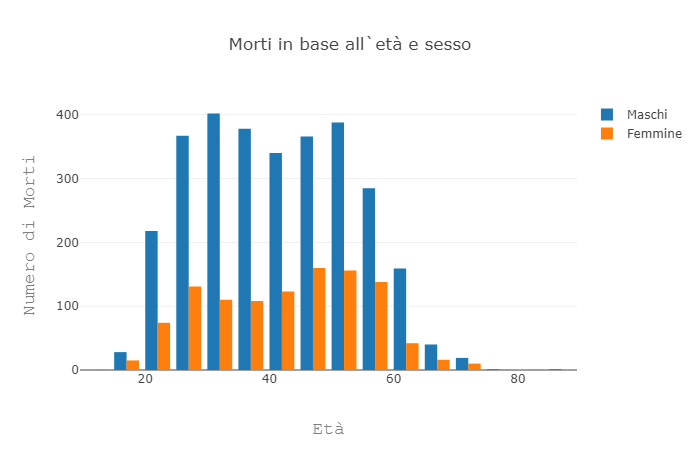 Morti in base all`età e sesso
Maschi
Femmine
Numero di Morti
400
300
200
100
0
20 40 60 80
Età